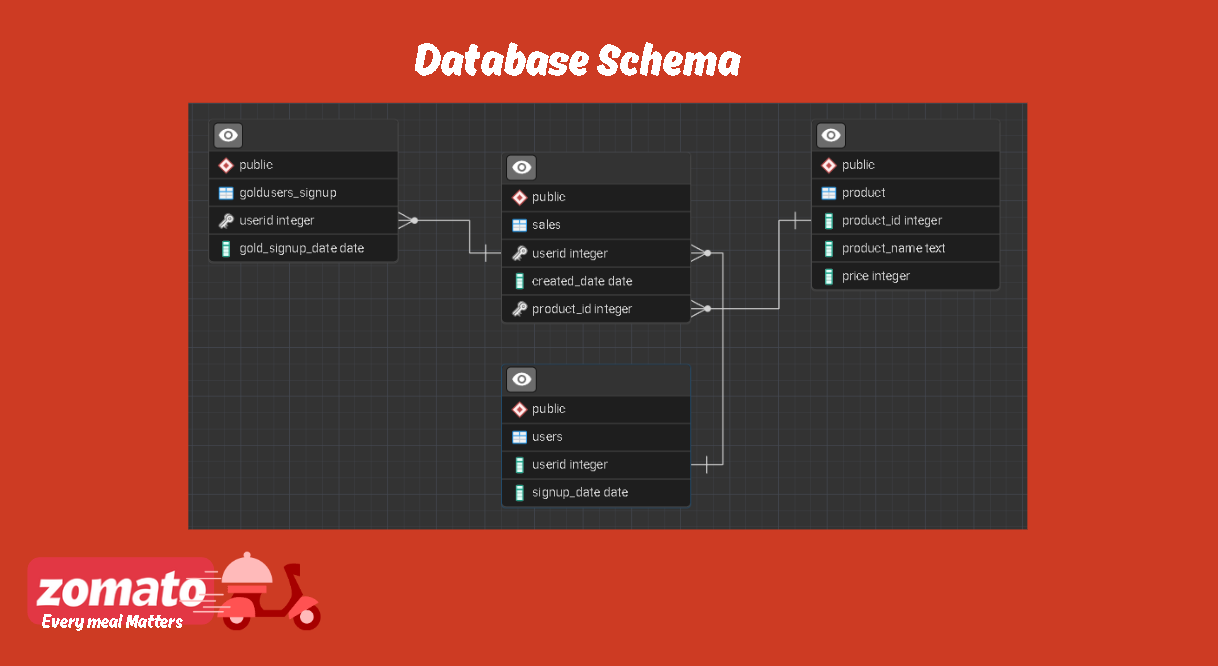 Database Schema
public
goldusers_signup
userid integer
gold_signup_date date
public
sales
userid integer
created_date date
product_id integer
public
product
product_id integer
product_name text
price integer
public
users
userid integer
signup_date date
zomato
Every meal Matters